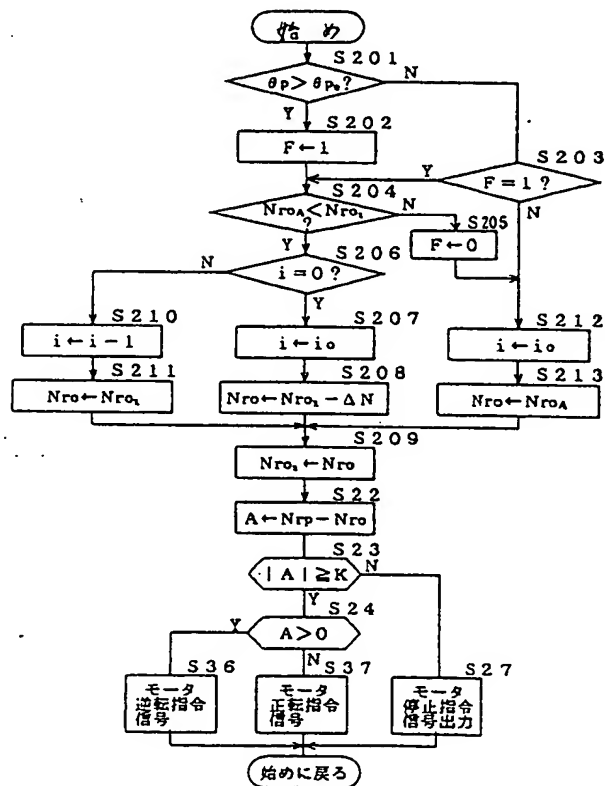 始め
S201
θp>θp₀?
N
Y
S202
F←1
S203
Y
F=1?
S204
NroA<Nro₁
?
N
N
S205
F←0
Y
S206
N
i=0?
Y
S210
S207
S212
i←i-1
i←io
i←io
S211
S208
S213
Nro←Nro₁
Nro←Nro₁-ΔN
Nro←NroA
S209
Nro₁←Nro
S22
A←Nrp-Nro
S23
|A|≧K
N
Y
S24
Y
A>0
N
S36
S37
S27
モータ
逆転指令
信号
モータ
正転指令
信号
モータ
停止指令
信号出力
始めに戻る